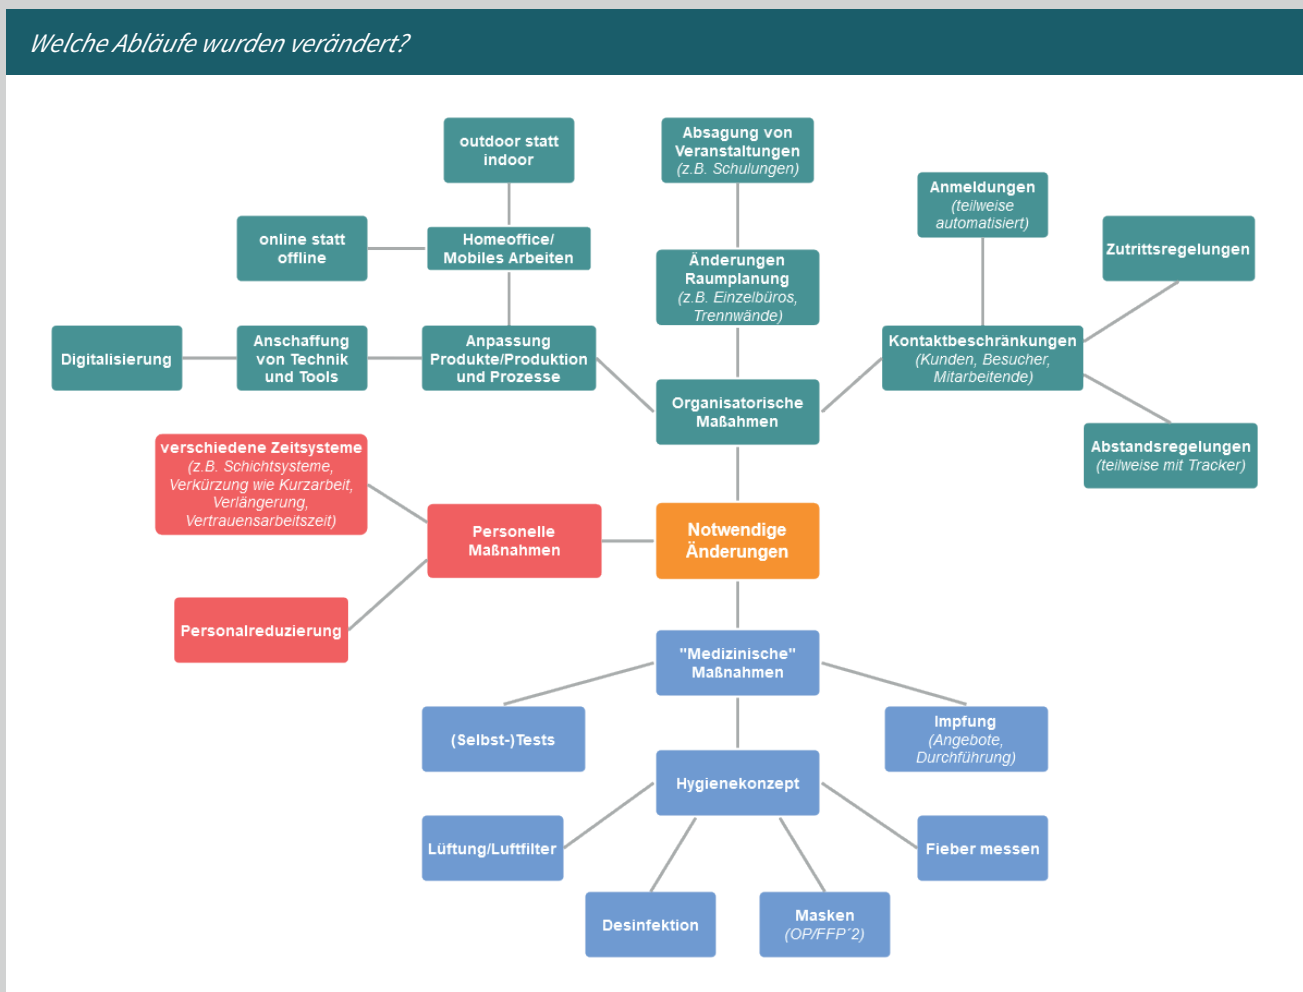 Welche Abläufe wurden verändert?
outdoor statt
indoor
Absagung von
Veranstaltungen
(z.B. Schulungen)
Anmeldungen
(teilweise
automatisiert)
online statt
offline
Homeoffice/
Mobiles Arbeiten
Änderungen
Raumplanung
(z.B. Einzelbüros,
Trennwände)
Zutrittsregelungen
Digitalisierung
Anschaffung
von Technik
und Tools
Anpassung
Produkte/Produktion
und Prozesse
Kontaktbeschränkungen
(Kunden, Besucher,
Mitarbeitende)
Organisatorische
Maßahmen
Abstandsregelungen
(teilweise mit Tracker)
verschiedene Zeitsysteme
(z.B. Schichtsysteme,
Verkürzung wie Kurzarbeit,
Verlängerung,
Vertrauensarbeitszeit)
Personelle
Maßnahmen
Notwendige
Änderungen
Personalreduzierung
"Medizinische"
Maßnahmen
(Selbst-)Tests
Impfung
(Angebote,
Durchführung)
Hygienekonzept
Lüftung/Luftfilter
Fieber messen
Desinfektion
Masken
(OP/FFP´2)